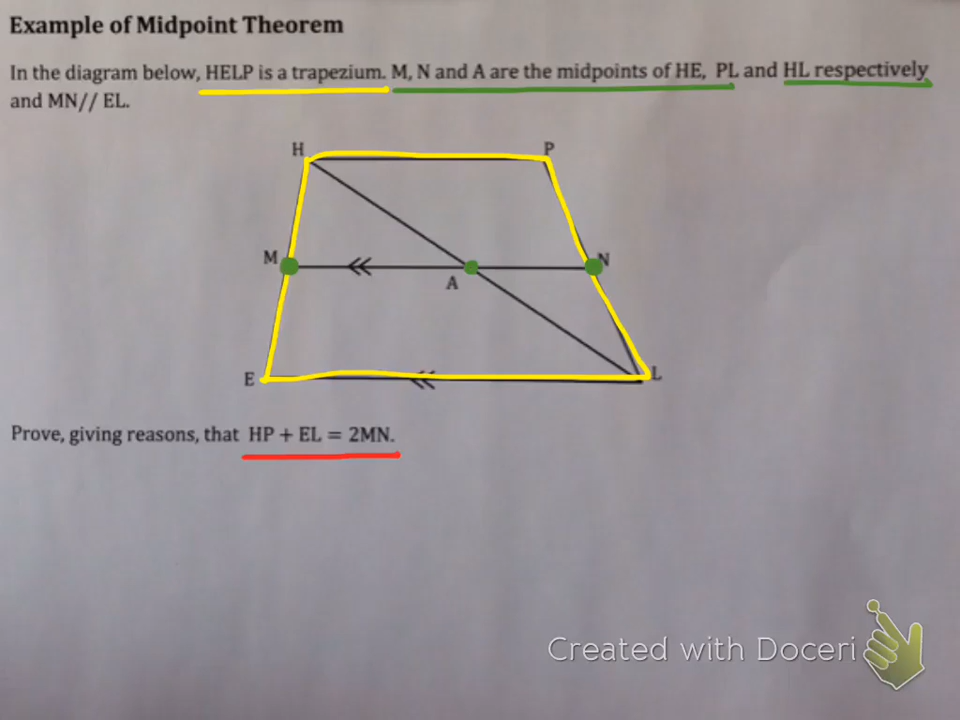 Example of Midpoint Theorem
In the diagram below, HELP is a trapezium. M, N and A are the midpoints of HE, PL and HL respectively
and MN// EL.
H P
M N
A
E L
Prove, giving reasons, that HP + EL = 2MN.
Created with Doceri